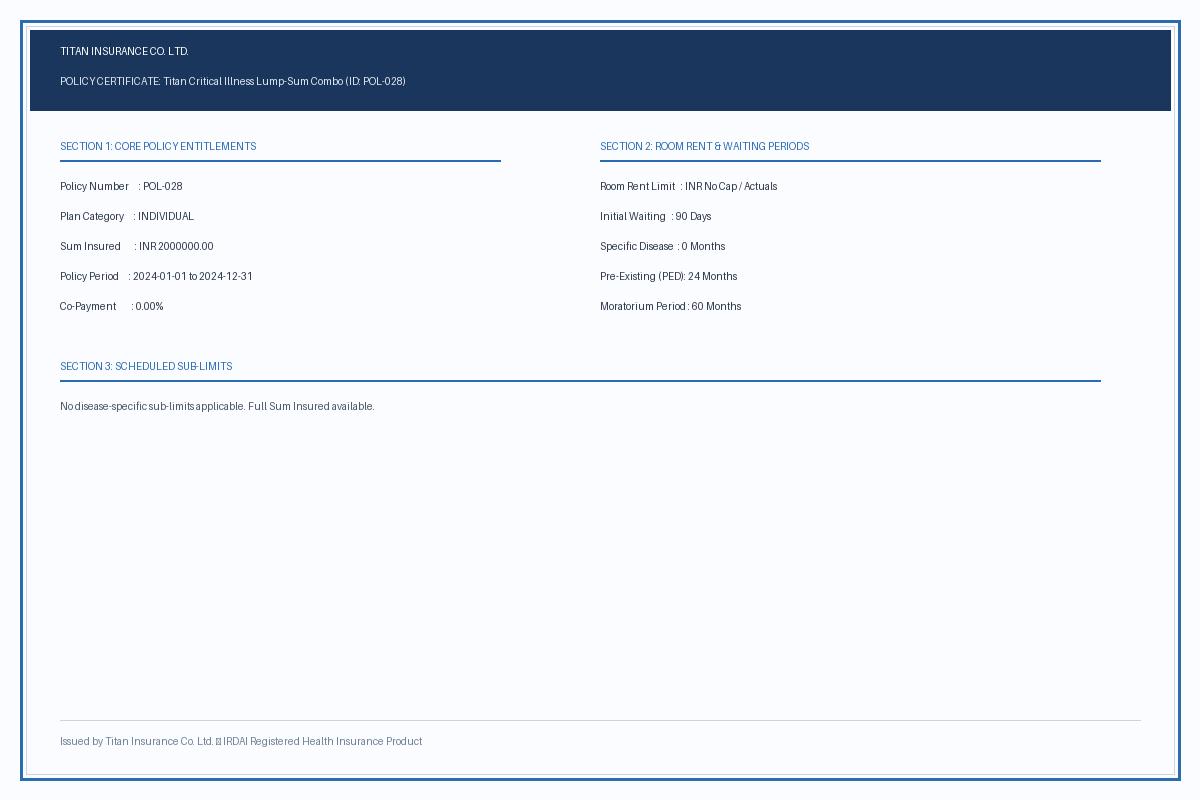 TITAN INSURANCE CO. LTD.
POLICY CERTIFICATE: Titan Critical Illness Lump-Sum Combo (ID: POL-028)
SECTION 1: CORE POLICY ENTITLEMENTS
Policy Number : POL-028
Plan Category : INDIVIDUAL
Sum Insured : INR 2000000.00
Policy Period : 2024-01-01 to 2024-12-31
Co-Payment : 0.00%
SECTION 2: ROOM RENT & WAITING PERIODS
Room Rent Limit : INR No Cap / Actuals
Initial Waiting : 90 Days
Specific Disease : 0 Months
Pre-Existing (PED): 24 Months
Moratorium Period : 60 Months
SECTION 3: SCHEDULED SUB-LIMITS
No disease-specific sub-limits applicable. Full Sum Insured available.
Issued by Titan Insurance Co. Ltd. IRDAI Registered Health Insurance Product